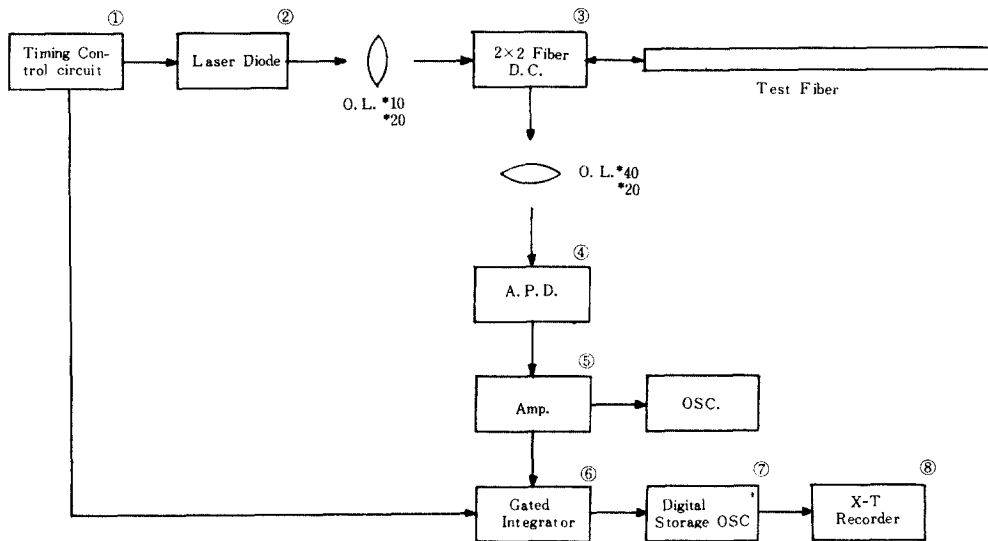 ①
Timing Con-
trol circuit
②
Laser Diode
O. L. *10
*20
③
2×2 Fiber
D. C.
Test Fiber
O. L. *40
*20
④
A. P. D.
⑤
Amp.
OSC.
⑥
Gated
Integrator
⑦
Digital
Storage OSC
⑧
X-T
Recorder